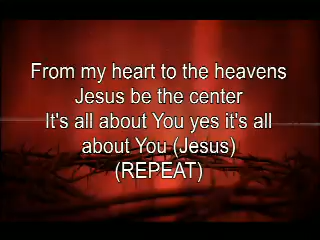 From my heart to the heavens
Jesus be the center
It's all about You yes it's all
about You (Jesus)
(REPEAT)